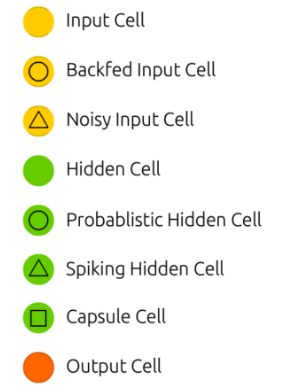 Input Cell
Backfed Input Cell
Noisy Input Cell
Hidden Cell
Probablistic Hidden Cell
Spiking Hidden Cell
Capsule Cell
Output Cell